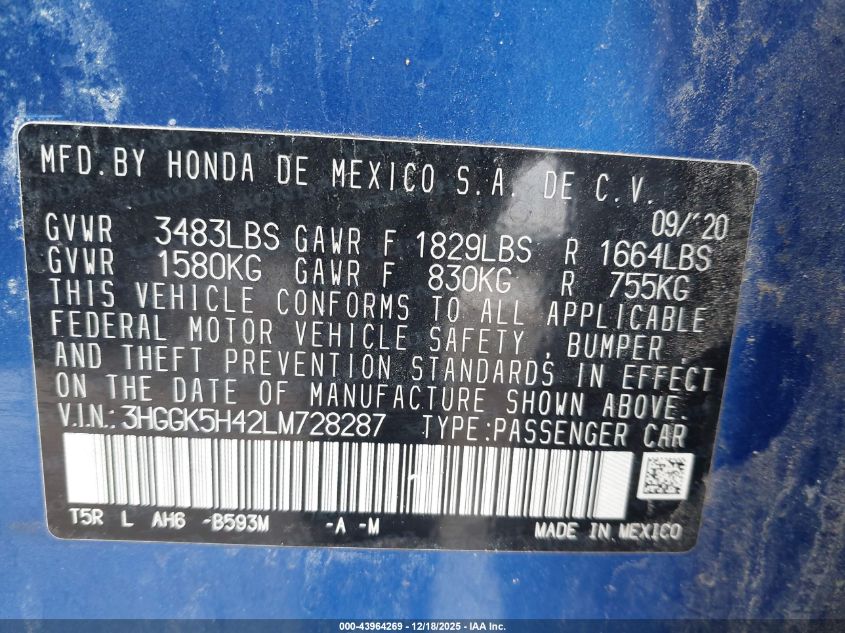 MFD.BY HONDA DE MEXICO S.A. DE C.V.
09/'20
GVWR 3483LBS GAWR F 1829LBS R 1664LBS
GVWR 1580KG GAWR F 830KG R 755KG
THIS VEHICLE CONFORMS TO ALL APPLICABLE
FEDERAL MOTOR VEHICLE SAFETY, BUMPER,
AND THEFT PREVENTION STANDARDS IN EFFECT
ON THE DATE OF MANUFACTURE SHOWN ABOVE.
V.I.N.: 3HGGK5H42LM728287 TYPE:PASSENGER CAR
T5R L AH6 -B593M -A -M MADE IN MEXICO
000-43964269 - 12/18/2025 - IAA Inc.